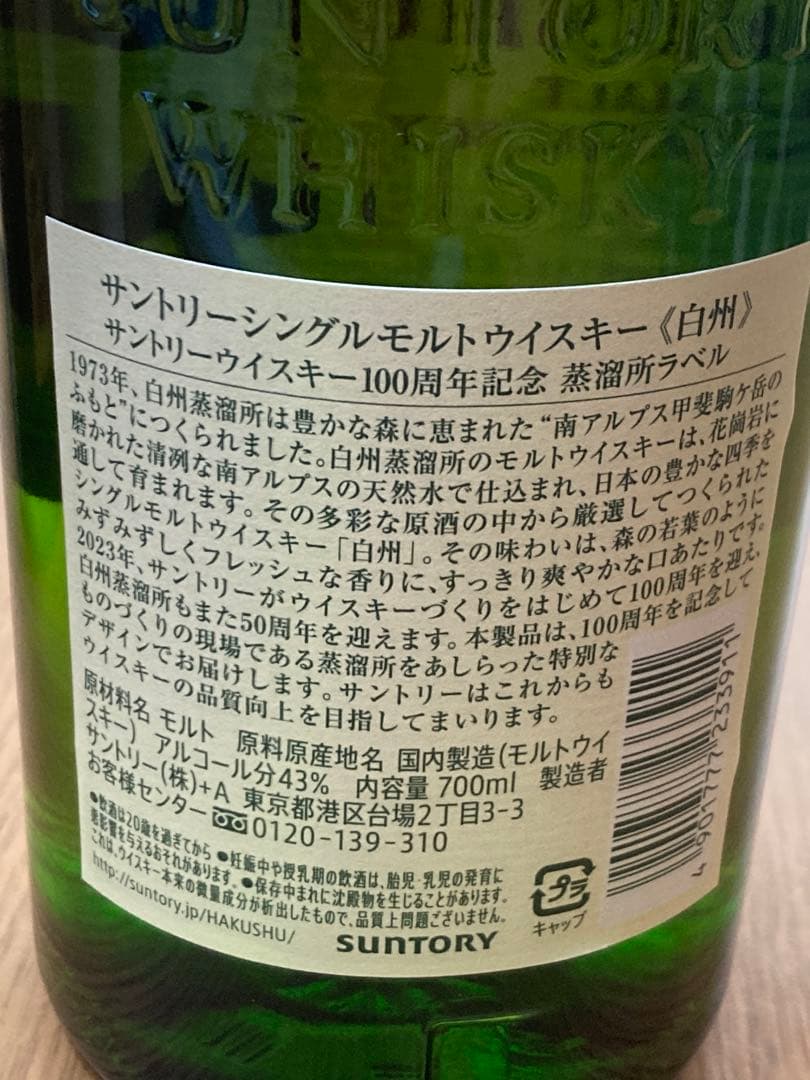 SUNTORY
WHISKY
サントリーシングルモルトウイスキー《白州》
サントリーウイスキー100周年記念 蒸溜所ラベル
1973年、白州蒸溜所は豊かな森に恵まれた“南アルプス甲斐駒ケ岳の
ふもと”につくられました。白州蒸溜所のモルトウイスキーは、花崗岩に
磨かれた清冽な南アルプスの天然水で仕込まれ、日本の豊かな四季を
通して育まれます。その多彩な原酒の中から厳選してつくられた
シングルモルトウイスキー「白州」。その味わいは、森の若葉のように
みずみずしくフレッシュな香りに、すっきり爽やかな口あたりです。
2023年、サントリーがウイスキーづくりをはじめて100周年を迎え、
白州蒸溜所もまた50周年を迎えます。本製品は、100周年を記念して
ものづくりの現場である蒸溜所をあしらった特別な
デザインでお届けします。サントリーはこれからも
ウイスキーの品質向上を目指してまいります。
原材料名 モルト 原料原産地名 国内製造(モルトウイ
スキー) アルコール分43% 内容量 700ml 製造者
サントリー(株)+A 東京都港区台場2丁目3-3
お客様センター 0120-139-310
●飲酒は20歳を過ぎてから ●妊娠中や授乳期の飲酒は、胎児・乳児の発育に
悪影響を与えるおそれがあります。 ●保存中まれに沈殿物を生じることがあります。
これは、ウイスキー本来の微量成分が析出したもので、品質上問題ございません。
http://suntory.jp/HAKUSHU/
SUNTORY
プラ
キャップ
4 901777 233911